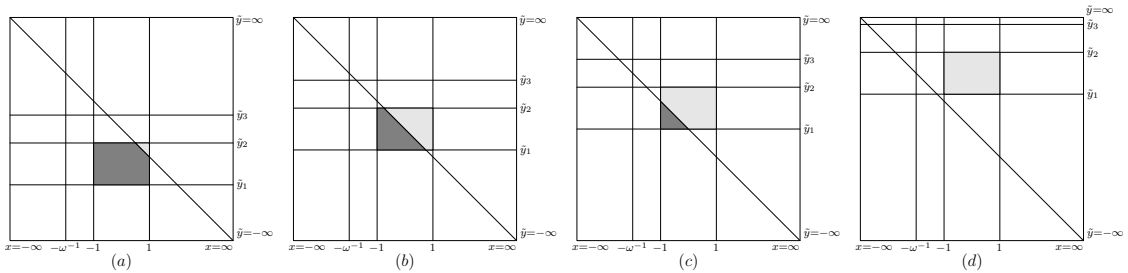 ỹ=∞
ỹ₃
ỹ₂
ỹ₁
ỹ=−∞
x=−∞ −ω⁻¹ −1 1 x=∞
(a)
ỹ=∞
ỹ₃
ỹ₂
ỹ₁
ỹ=−∞
x=−∞ −ω⁻¹ −1 1 x=∞
(b)
ỹ=∞
ỹ₃
ỹ₂
ỹ₁
ỹ=−∞
x=−∞ −ω⁻¹ −1 1 x=∞
(c)
ỹ=∞
ỹ₃
ỹ₂
ỹ₁
ỹ=−∞
x=−∞ −ω⁻¹ −1 1 x=∞
(d)